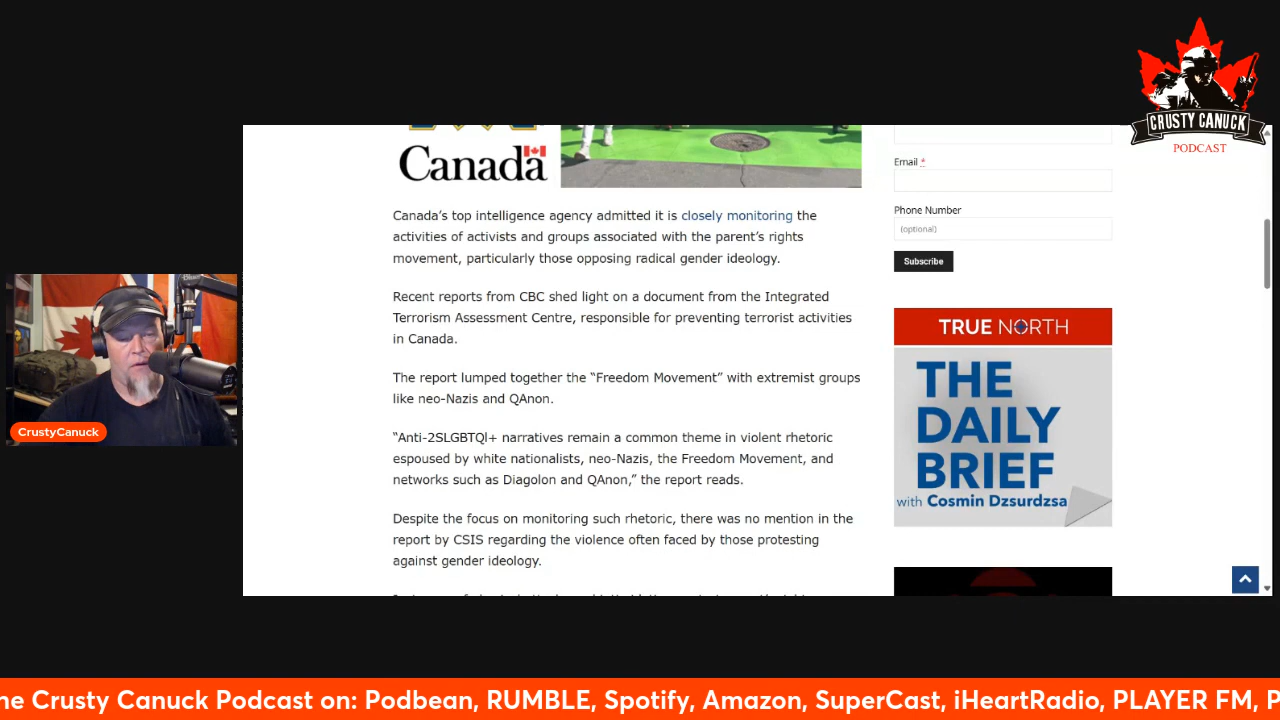 CRUSTY CANUCK
PODCAST
Canada
Canada's top intelligence agency admitted it is closely monitoring the
activities of activists and groups associated with the parent's rights
movement, particularly those opposing radical gender ideology.
Recent reports from CBC shed light on a document from the Integrated
Terrorism Assessment Centre, responsible for preventing terrorist activities
in Canada.
The report lumped together the “Freedom Movement” with extremist groups
like neo-Nazis and QAnon.
“Anti-2SLGBTQI+ narratives remain a common theme in violent rhetoric
espoused by white nationalists, neo-Nazis, the Freedom Movement, and
networks such as Diagolon and QAnon,” the report reads.
Despite the focus on monitoring such rhetoric, there was no mention in the
report by CSIS regarding the violence often faced by those protesting
against gender ideology.
Email *
Phone Number
(optional)
Subscribe
TRUE NORTH
THE
DAILY
BRIEF
with Cosmin Dzsurdzsa
CrustyCanuck
he Crusty Canuck Podcast on: Podbean, RUMBLE, Spotify, Amazon, SuperCast, iHeartRadio, PLAYER FM, P